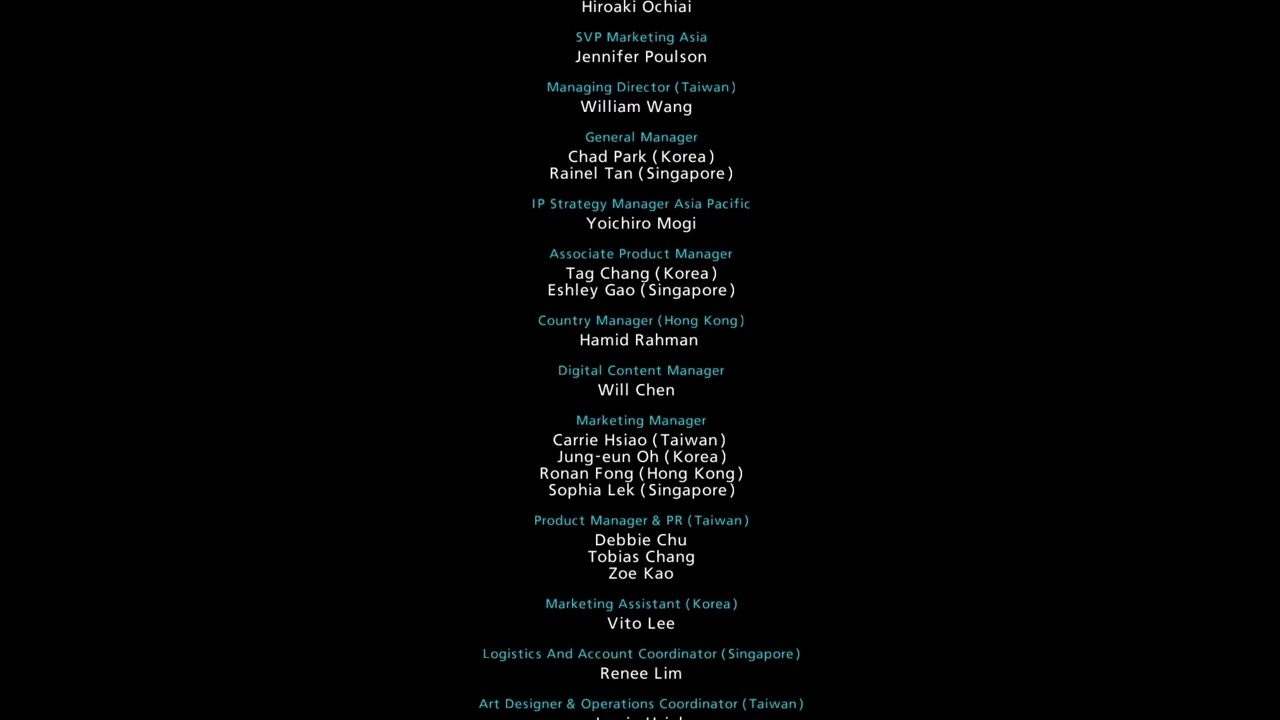 Hiroaki Ochiai
SVP Marketing Asia
Jennifer Poulson
Managing Director (Taiwan)
William Wang
General Manager
Chad Park (Korea)
Rainel Tan (Singapore)
IP Strategy Manager Asia Pacific
Yoichiro Mogi
Associate Product Manager
Tag Chang (Korea)
Eshley Gao (Singapore)
Country Manager (Hong Kong)
Hamid Rahman
Digital Content Manager
Will Chen
Marketing Manager
Carrie Hsiao (Taiwan)
Jung-eun Oh (Korea)
Ronan Fong (Hong Kong)
Sophia Lek (Singapore)
Product Manager & PR (Taiwan)
Debbie Chu
Tobias Chang
Zoe Kao
Marketing Assistant (Korea)
Vito Lee
Logistics And Account Coordinator (Singapore)
Renee Lim
Art Designer & Operations Coordinator (Taiwan)